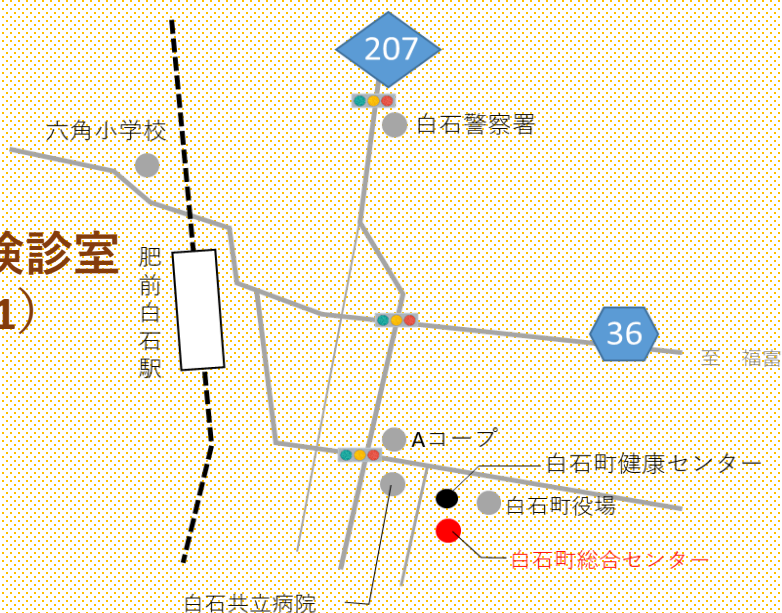 207
白石警察署
六角小学校
検診室
1）
肥前白石駅
36
至　福富
Aコープ
白石町健康センター
白石町役場
白石町総合センター
白石共立病院